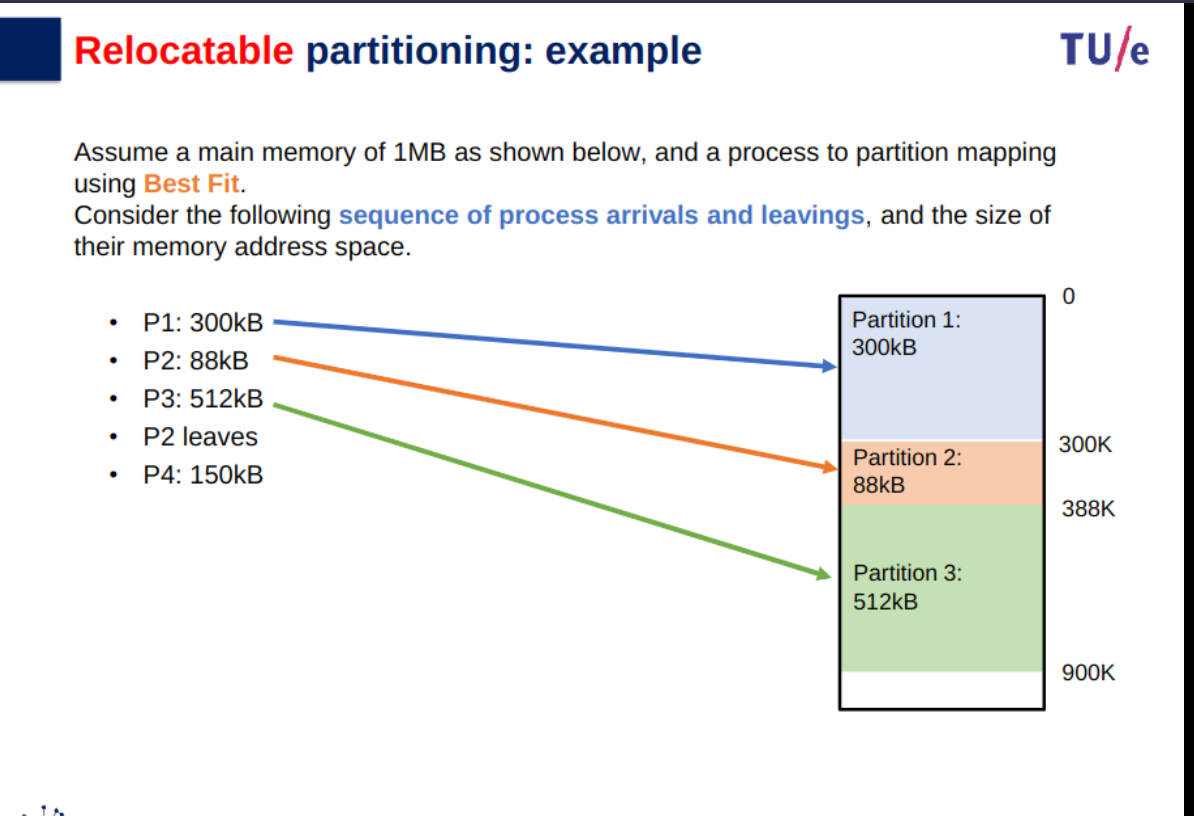 Relocatable partitioning: example
TU/e
Assume a main memory of 1MB as shown below, and a process to partition mapping
using Best Fit.
Consider the following sequence of process arrivals and leavings, and the size of
their memory address space.
• P1: 300kB
• P2: 88kB
• P3: 512kB
• P2 leaves
• P4: 150kB
0
Partition 1:
300kB
300K
Partition 2:
88kB
388K
Partition 3:
512kB
900K